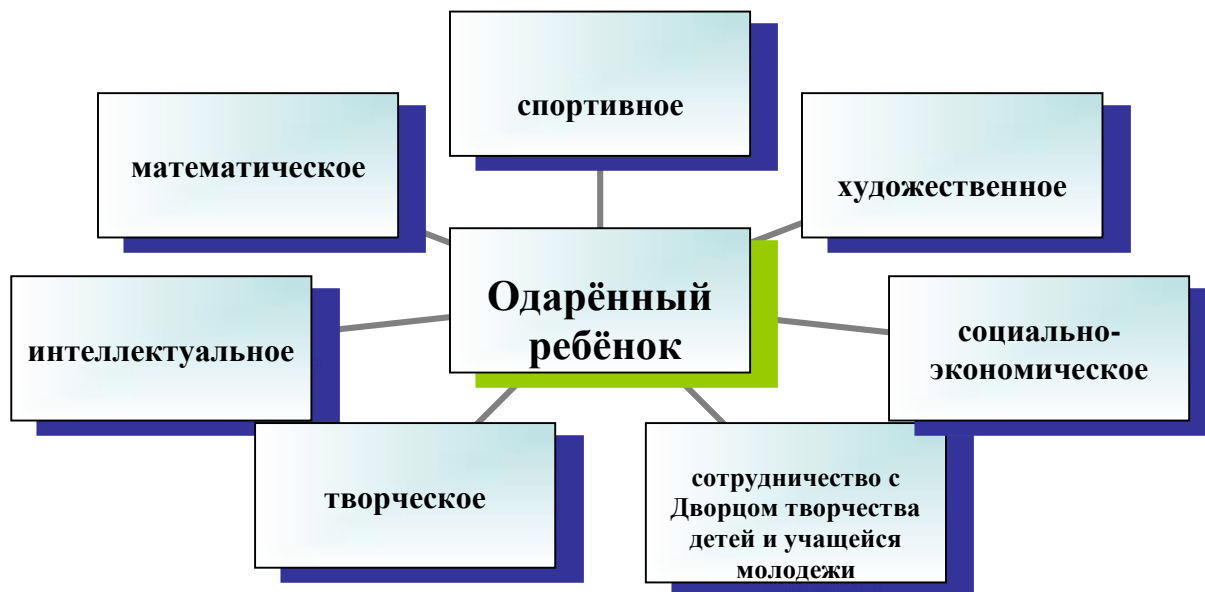 спортивное
математическое
художественное
Одарённый
ребёнок
интеллектуальное
социально-
экономическое
творческое
сотрудничество с
Дворцом творчества
детей и учащейся
молодежи